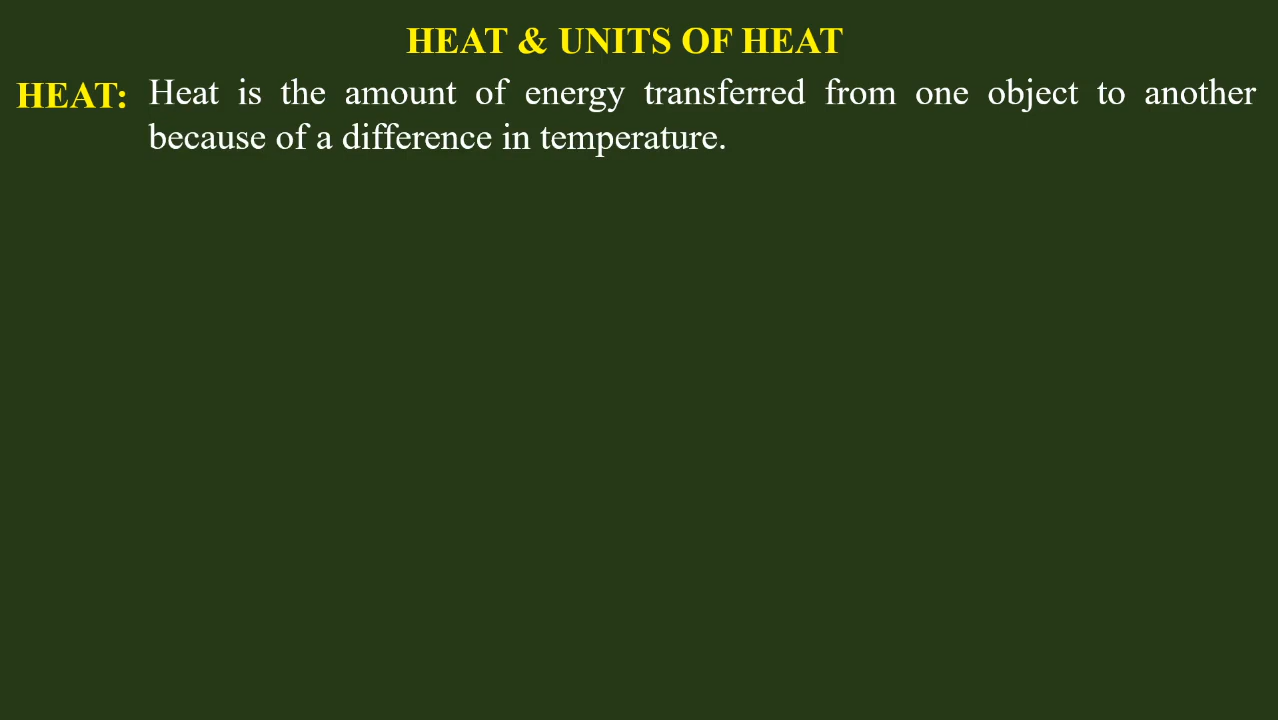 HEAT & UNITS OF HEAT
HEAT: Heat is the amount of energy transferred from one object to another
because of a difference in temperature.